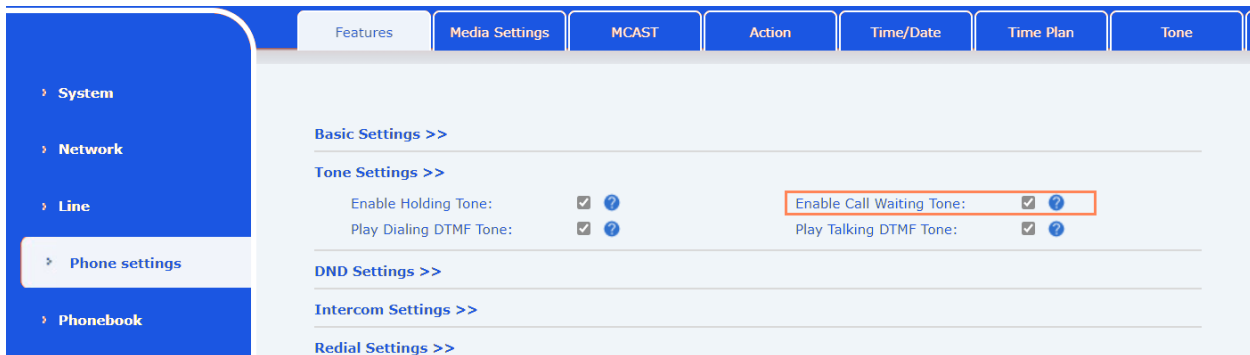 Features Media Settings MCAST Action Time/Date Time Plan Tone
System
Network
Line
Phone settings
Phonebook
Basic Settings >>
Tone Settings >>
Enable Holding Tone: Enable Call Waiting Tone:
Play Dialing DTMF Tone: Play Talking DTMF Tone:
DND Settings >>
Intercom Settings >>
Redial Settings >>